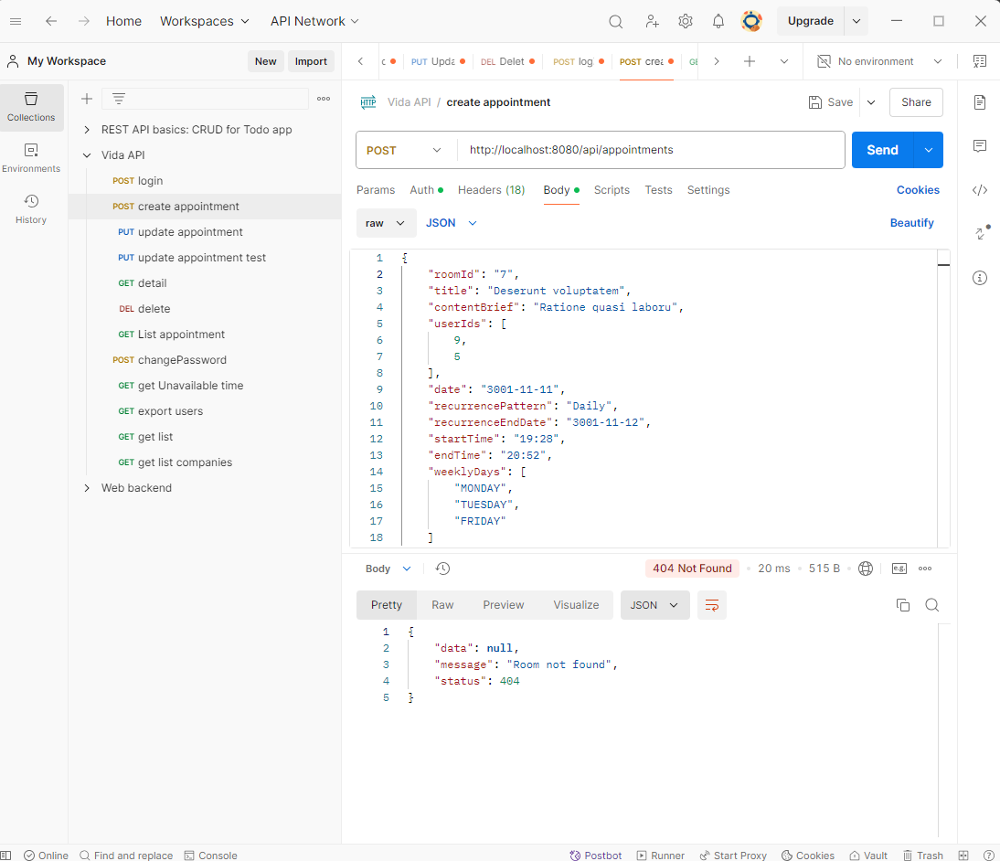 Home Workspaces API Network Upgrade
My Workspace New Import PUT Upda DEL Delet POST log POST crea GE No environment
Collections
Environments
History
REST API basics: CRUD for Todo app
Vida API
POST login
POST create appointment
PUT update appointment
PUT update appointment test
GET detail
DEL delete
GET List appointment
POST changePassword
GET get Unavailable time
GET export users
GET get list
GET get list companies
Web backend
HTTP Vida API / create appointment Save Share
POST http://localhost:8080/api/appointments Send
Params Auth Headers (18) Body Scripts Tests Settings Cookies
raw JSON Beautify
1 {
2 "roomId": "7",
3 "title": "Deserunt voluptatem",
4 "contentBrief": "Ratione quasi laboru",
5 "userIds": [
6 9,
7 5
8 ],
9 "date": "3001-11-11",
10 "recurrencePattern": "Daily",
11 "recurrenceEndDate": "3001-11-12",
12 "startTime": "19:28",
13 "endTime": "20:52",
14 "weeklyDays": [
15 "MONDAY",
16 "TUESDAY",
17 "FRIDAY"
18 ]
Body 404 Not Found 20 ms 515 B e.g.
Pretty Raw Preview Visualize JSON
1 {
2 "data": null,
3 "message": "Room not found",
4 "status": 404
5 }
Online Find and replace Console Postbot Runner Start Proxy Cookies Vault Trash